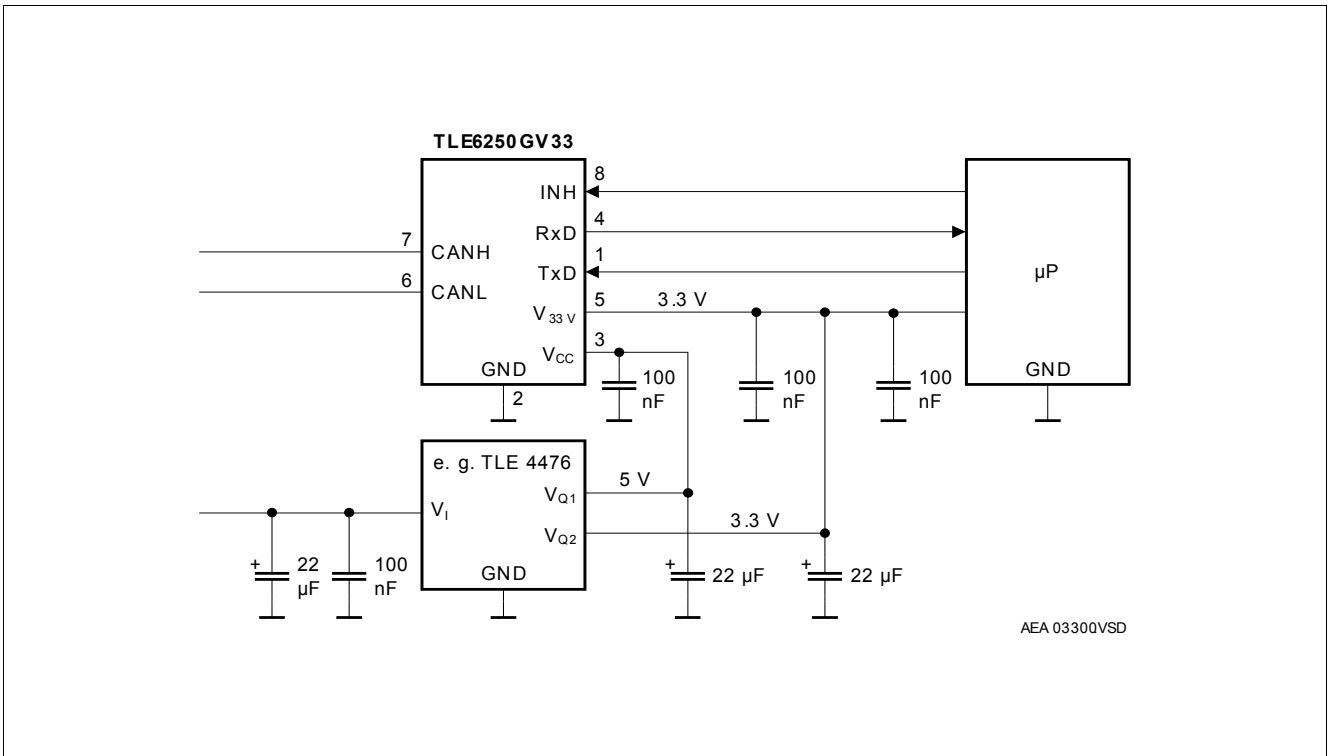 TLE6250GV33
8
INH
4
RxD
7
CANH
1
TxD
µP
6
CANL
5
3.3 V
V33 V
3
VCC
GND
2
100
nF
100
nF
100
nF
GND
e. g. TLE 4476
5 V
VQ1
VI
3.3 V
VQ2
+
22
µF
100
nF
GND
+
22 µF
+
22 µF
AEA 03300.VSD